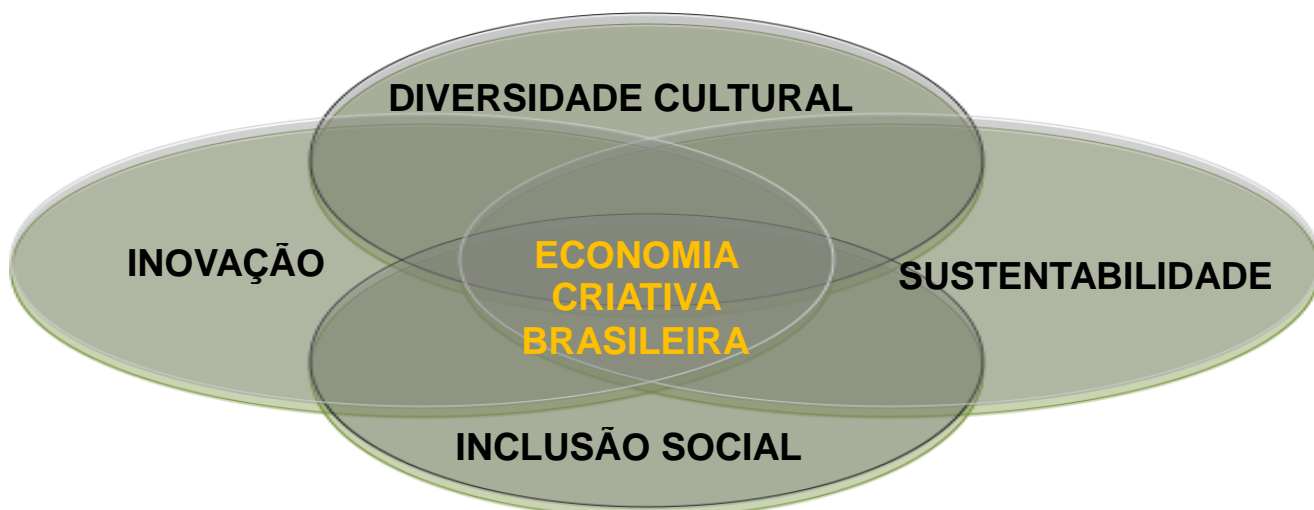 DIVERSIDADE CULTURAL
INOVAÇÃO
ECONOMIA
CRIATIVA
BRASILEIRA
SUSTENTABILIDADE
INCLUSÃO SOCIAL